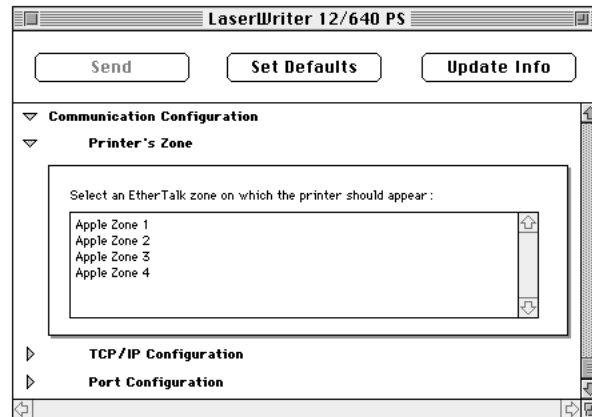 LaserWriter 12/640 PS
Send Set Defaults Update Info
Communication Configuration
Printer's Zone
Select an EtherTalk zone on which the printer should appear:
Apple Zone 1
Apple Zone 2
Apple Zone 3
Apple Zone 4
TCP/IP Configuration
Port Configuration